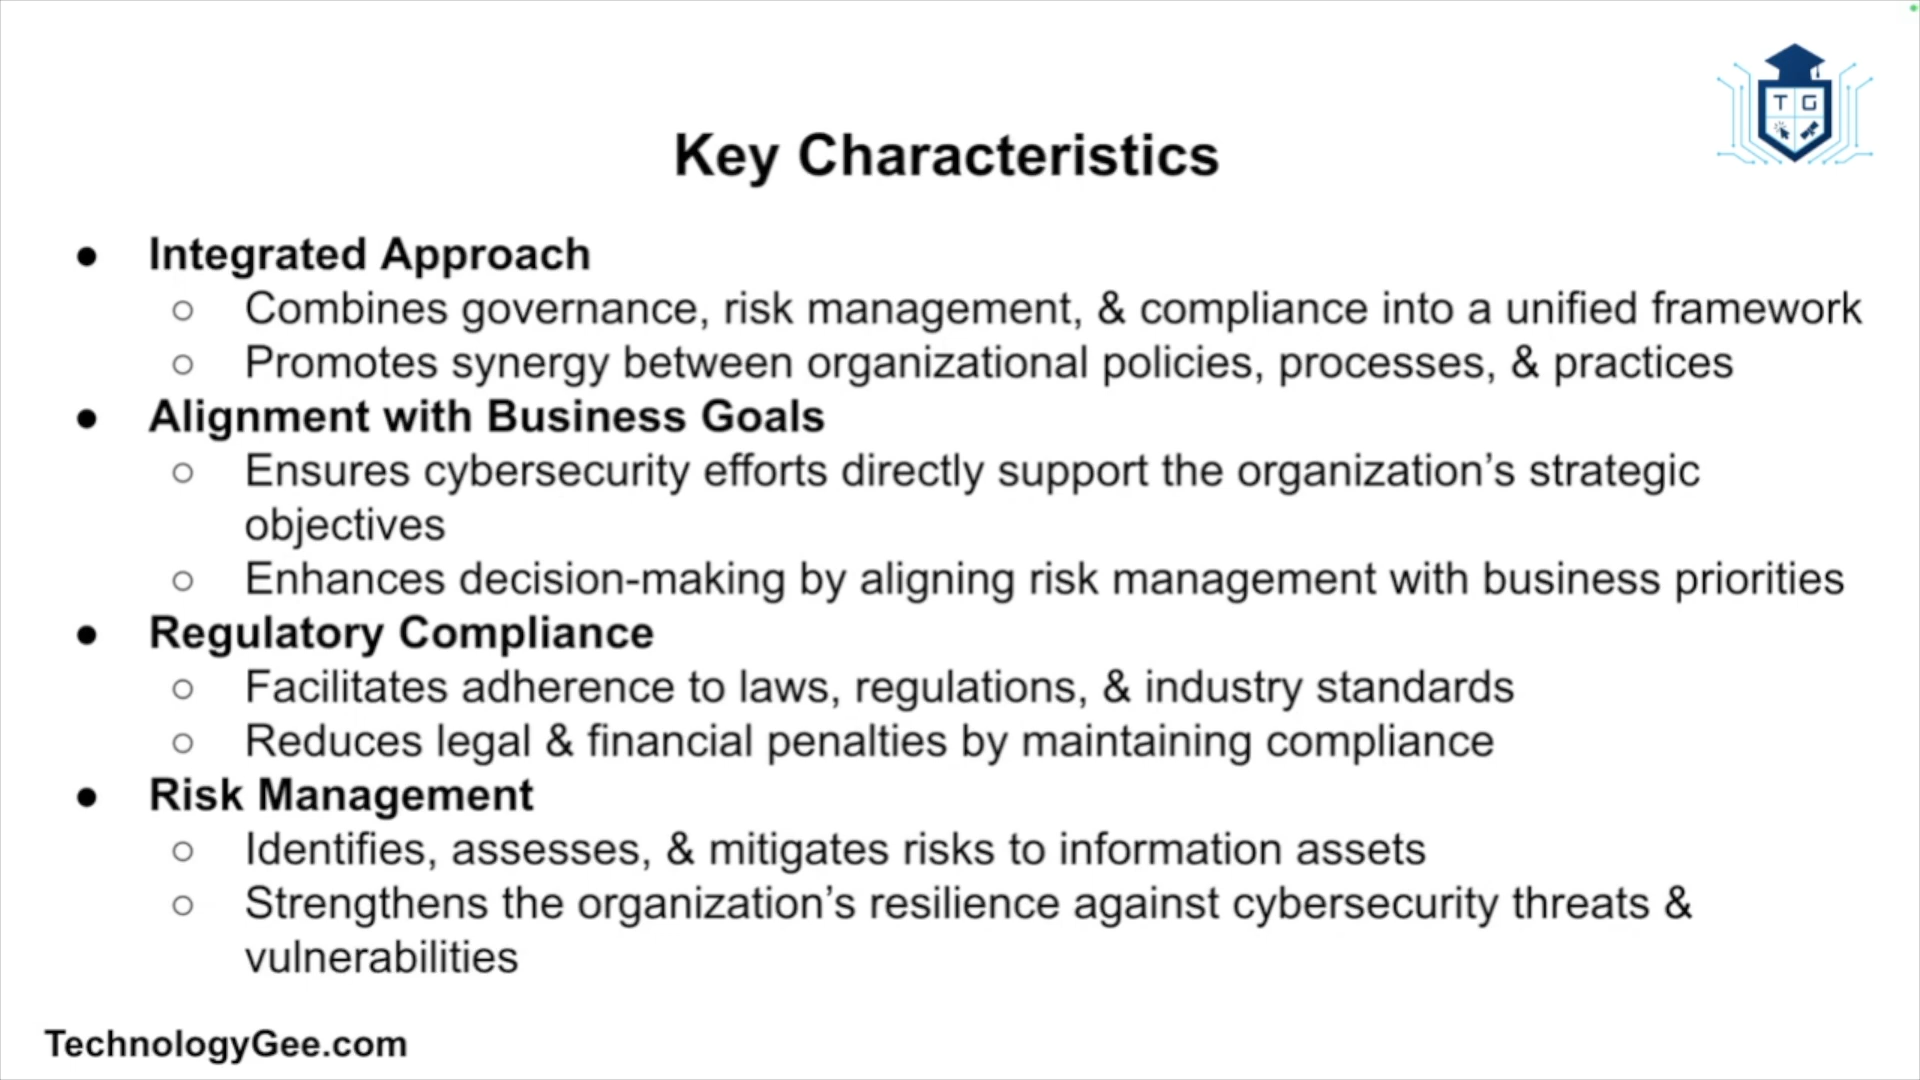 T G
Key Characteristics
● Integrated Approach
○ Combines governance, risk management, & compliance into a unified framework
○ Promotes synergy between organizational policies, processes, & practices
● Alignment with Business Goals
○ Ensures cybersecurity efforts directly support the organization’s strategic
objectives
○ Enhances decision-making by aligning risk management with business priorities
● Regulatory Compliance
○ Facilitates adherence to laws, regulations, & industry standards
○ Reduces legal & financial penalties by maintaining compliance
● Risk Management
○ Identifies, assesses, & mitigates risks to information assets
○ Strengthens the organization’s resilience against cybersecurity threats &
vulnerabilities
TechnologyGee.com